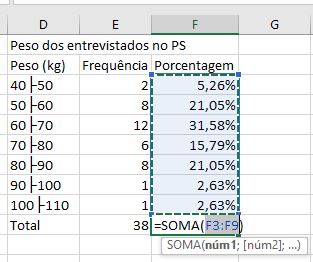 D E F G
Peso dos entrevistados no PS
Peso (kg) Frequência Porcentagem
40├50 2 5,26%
50├60 8 21,05%
60├70 12 31,58%
70├80 6 15,79%
80├90 8 21,05%
90├100 1 2,63%
100├110 1 2,63%
Total 38 =SOMA(F3:F9)
SOMA(núm1; [núm2]; ...)